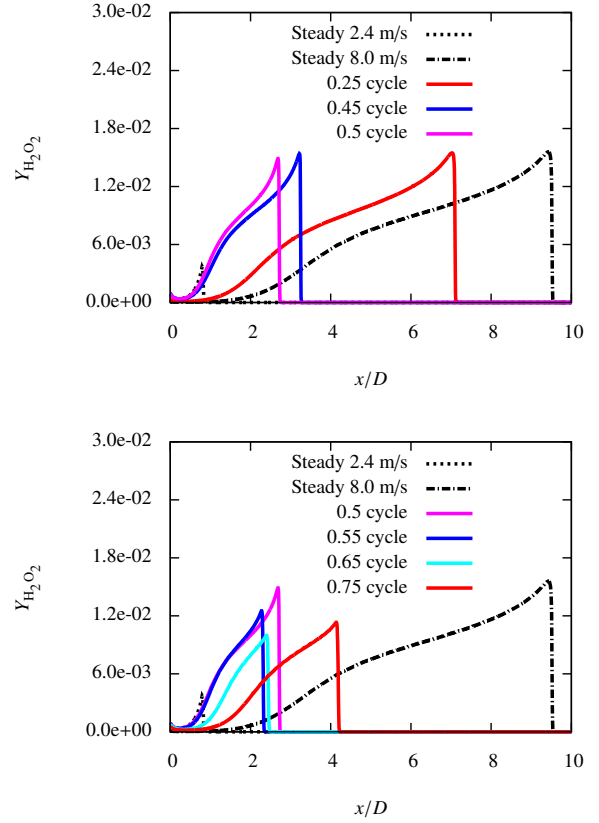 3.0e-02
Steady 2.4 m/s
Steady 8.0 m/s
2.4e-02
0.25 cycle
0.45 cycle
1.8e-02
0.5 cycle
Y_{H_2O_2}
1.2e-02
6.0e-03
0.0e+00
0 2 4 6 8 10
x/D
3.0e-02
Steady 2.4 m/s
Steady 8.0 m/s
2.4e-02
0.5 cycle
0.55 cycle
1.8e-02
0.65 cycle
0.75 cycle
Y_{H_2O_2}
1.2e-02
6.0e-03
0.0e+00
0 2 4 6 8 10
x/D